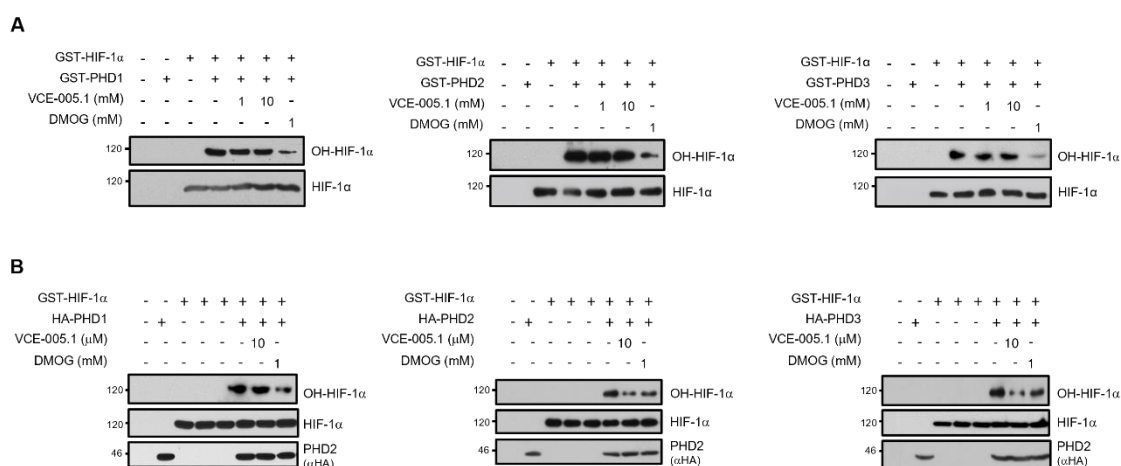 A
GST-HIF-1α - - + + + + +
GST-PHD1 - + - + + + +
VCE-005.1 (mM) - - - - 1 10 -
DMOG (mM) - - - - - - 1
120 OH-HIF-1α
120 HIF-1α
GST-HIF-1α - - + + + + +
GST-PHD2 - + - + + + +
VCE-005.1 (mM) - - - - 1 10 -
DMOG (mM) - - - - - - 1
120 OH-HIF-1α
120 HIF-1α
GST-HIF-1α - - + + + + +
GST-PHD3 - + - + + + +
VCE-005.1 (mM) - - - - 1 10 -
DMOG (mM) - - - - - - 1
120 OH-HIF-1α
120 HIF-1α
B
GST-HIF-1α - - + + + + + +
HA-PHD1 - + - - - + + +
VCE-005.1 (μM) - - - - - - 10 -
DMOG (mM) - - - - - - - 1
120 OH-HIF-1α
120 HIF-1α
46 PHD2
(αHA)
GST-HIF-1α - - + + + + + +
HA-PHD2 - + - - - + + +
VCE-005.1 (μM) - - - - - - 10 -
DMOG (mM) - - - - - - - 1
120 OH-HIF-1α
120 HIF-1α
46 PHD2
(αHA)
GST-HIF-1α - - + + + + + +
HA-PHD3 - + - - - + + +
VCE-005.1 (μM) - - - - - - 10 -
DMOG (mM) - - - - - - - 1
120 OH-HIF-1α
120 HIF-1α
46 PHD2
(αHA)